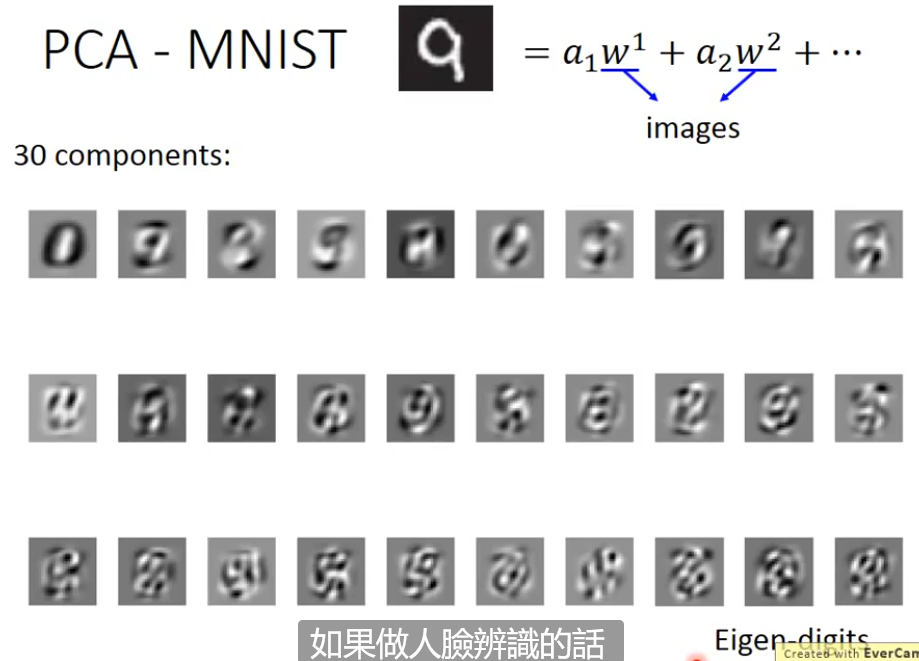 PCA - MNIST
= a₁w¹ + a₂w² + ⋯
images
30 components:
如果做人臉辨識的話
Eigen-digits
Created with EverCam